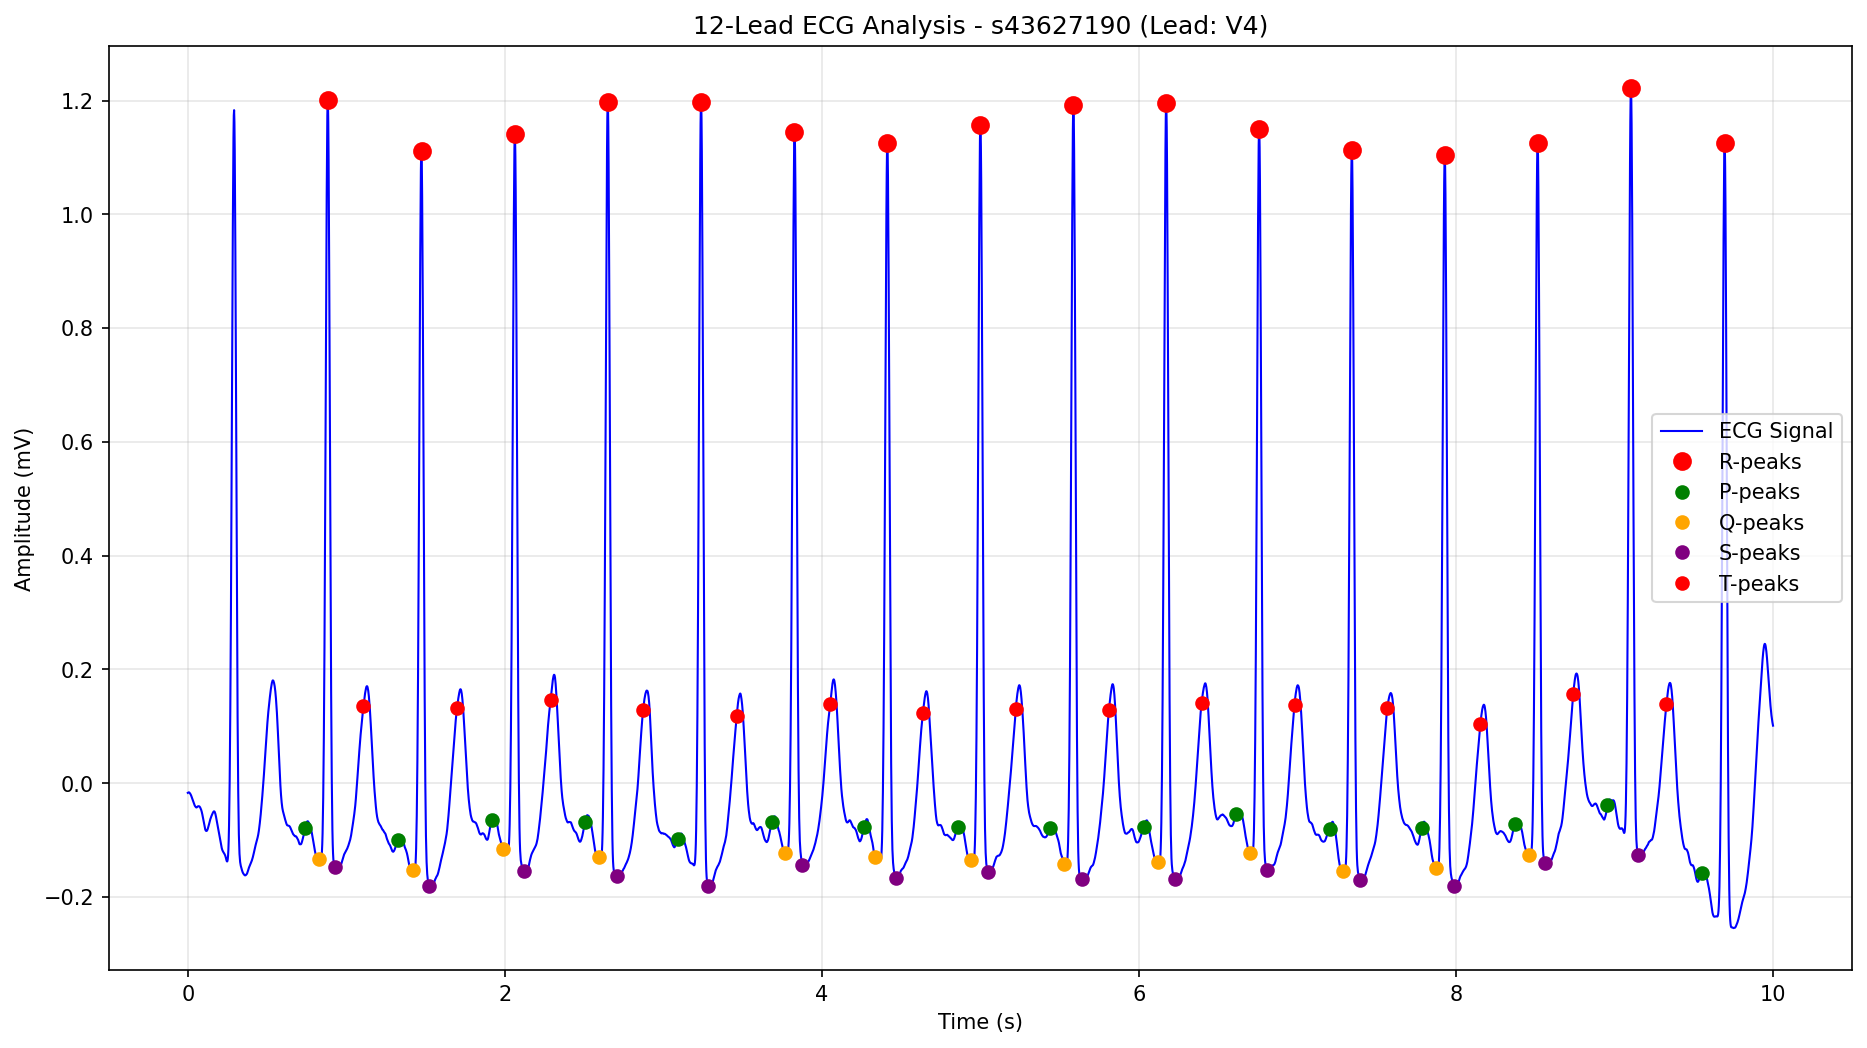 12-Lead ECG Analysis - s43627190 (Lead: V4)
1.2
1.0
0.8
0.6
0.4
0.2
0.0
−0.2
Amplitude (mV)
ECG Signal
R-peaks
P-peaks
Q-peaks
S-peaks
T-peaks
0 2 4 6 8 10
Time (s)